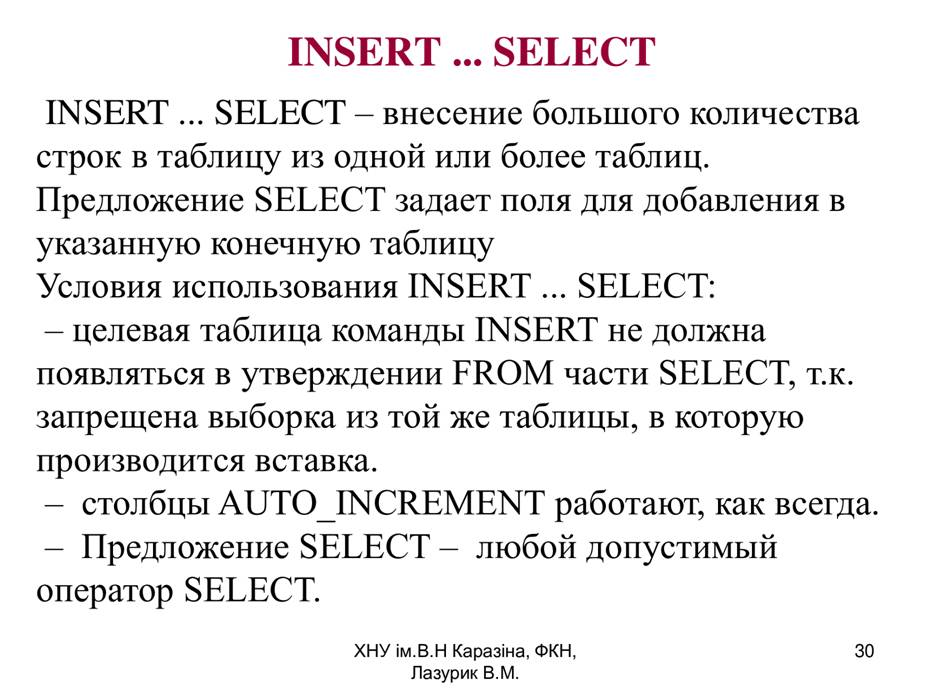 INSERT ... SELECT
INSERT ... SELECT – внесение большого количества
строк в таблицу из одной или более таблиц.
Предложение SELECT задает поля для добавления в
указанную конечную таблицу
Условия использования INSERT ... SELECT:
– целевая таблица команды INSERT не должна
появляться в утверждении FROM части SELECT, т.к.
запрещена выборка из той же таблицы, в которую
производится вставка.
– столбцы AUTO_INCREMENT работают, как всегда.
– Предложение SELECT – любой допустимый
оператор SELECT.
ХНУ ім.В.Н Каразіна, ФКН,
Лазурик В.М.
30